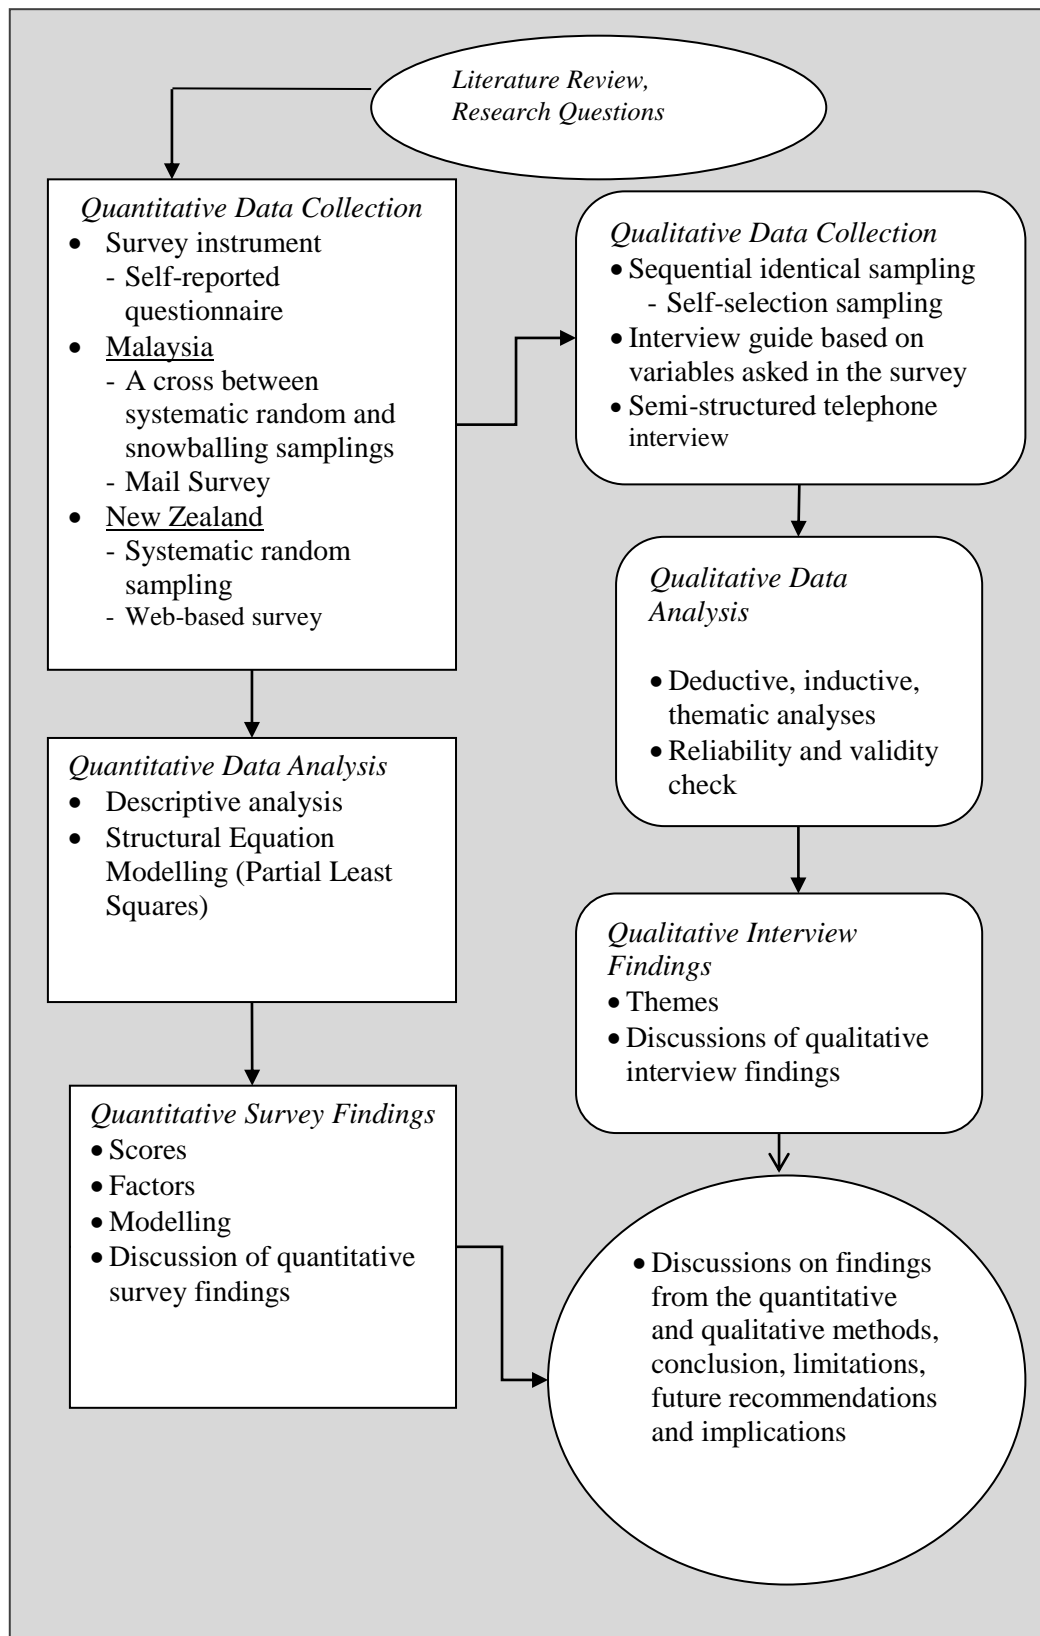 Literature Review,
Research Questions
Quantitative Data Collection
• Survey instrument
- Self-reported
questionnaire
• Malaysia
- A cross between
systematic random and
snowballing samplings
- Mail Survey
• New Zealand
- Systematic random
sampling
- Web-based survey
Qualitative Data Collection
• Sequential identical sampling
- Self-selection sampling
• Interview guide based on
variables asked in the survey
• Semi-structured telephone
interview
Qualitative Data
Analysis
• Deductive, inductive,
thematic analyses
• Reliability and validity
check
Quantitative Data Analysis
• Descriptive analysis
• Structural Equation
Modelling (Partial Least
Squares)
Qualitative Interview
Findings
• Themes
• Discussions of qualitative
interview findings
Quantitative Survey Findings
• Scores
• Factors
• Modelling
• Discussion of quantitative
survey findings
• Discussions on findings
from the quantitative
and qualitative methods,
conclusion, limitations,
future recommendations
and implications